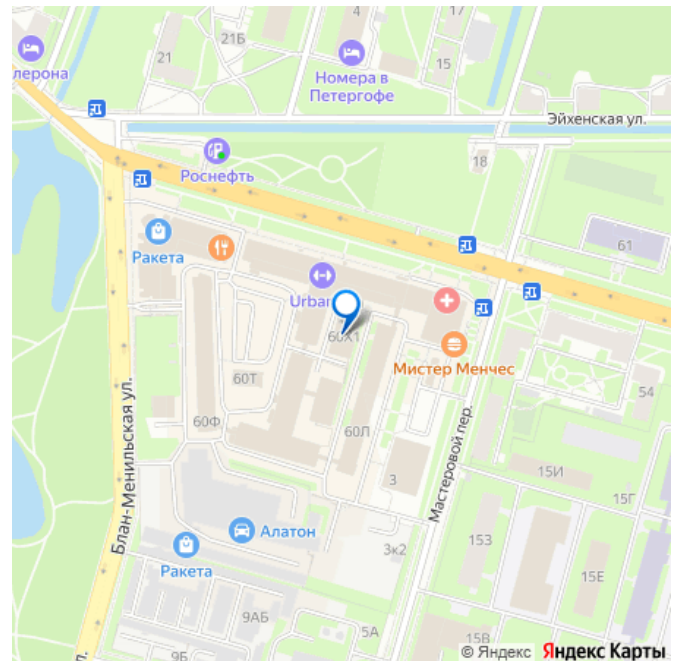 4
17
21Б
21
15
лерона
Номера в
Петергофе
Эйхенская ул.
18
Роснефть
61
Ракета
Urban
60Х1
Мистер Менчес
54
60Т
60Ф
60Л
Блан-Менильская ул.
Мастеровой пер.
3
15И
15Г
Алатон
3к2
153
15Е
Ракета
9АБ
5А
15В
9Б
л.
© Яндекс Яндекс Карты